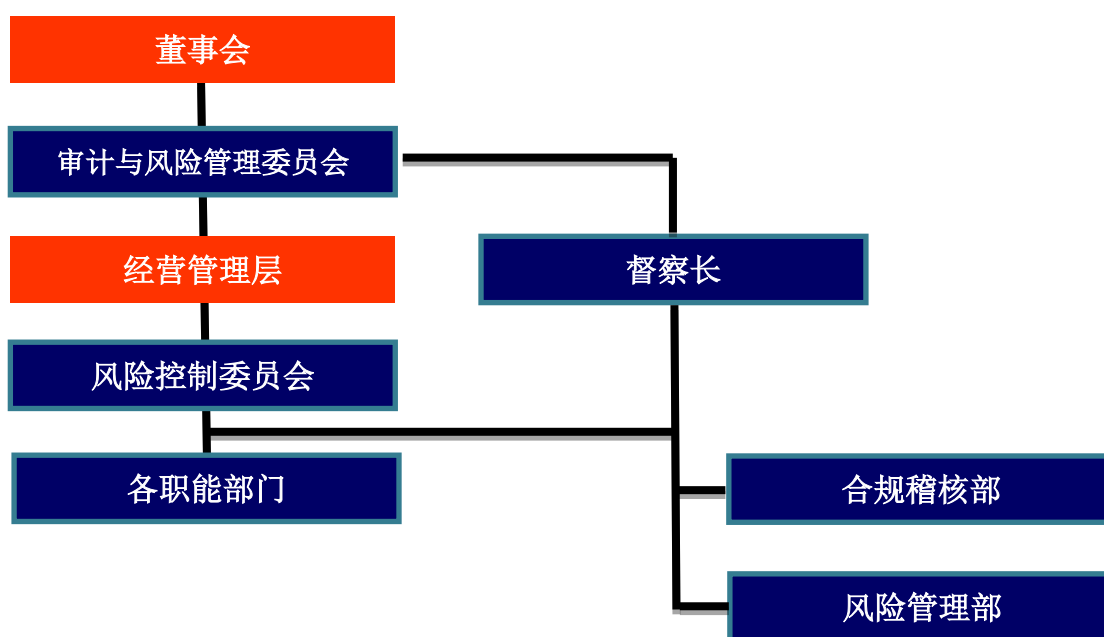 董事会
审计与风险管理委员会
经营管理层
督察长
风险控制委员会
各职能部门
合规稽核部
风险管理部